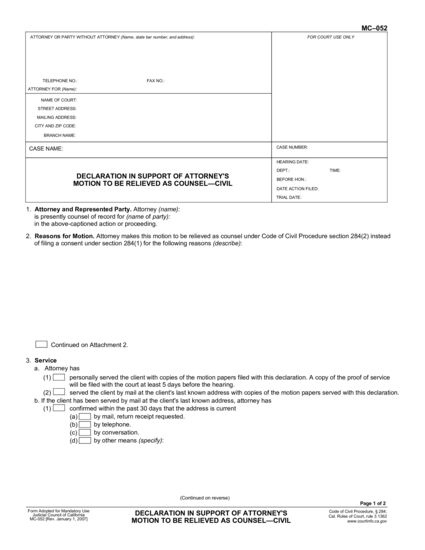 MC–052
ATTORNEY OR PARTY WITHOUT ATTORNEY (Name, state bar number, and address):
FOR COURT USE ONLY
TELEPHONE NO.: FAX NO.:
ATTORNEY FOR (Name):
NAME OF COURT:
STREET ADDRESS:
MAILING ADDRESS:
CITY AND ZIP CODE:
BRANCH NAME:
CASE NAME:
CASE NUMBER:
DECLARATION IN SUPPORT OF ATTORNEY'S
MOTION TO BE RELIEVED AS COUNSEL—CIVIL
HEARING DATE:
DEPT.: TIME:
BEFORE HON.:
DATE ACTION FILED:
TRIAL DATE:
1. Attorney and Represented Party. Attorney (name):
is presently counsel of record for (name of party):
in the above-captioned action or proceeding.
2. Reasons for Motion. Attorney makes this motion to be relieved as counsel under Code of Civil Procedure section 284(2) instead
of filing a consent under section 284(1) for the following reasons (describe):
Continued on Attachment 2.
3. Service
a. Attorney has
(1) personally served the client with copies of the motion papers filed with this declaration. A copy of the proof of service
will be filed with the court at least 5 days before the hearing.
(2) served the client by mail at the client's last known address with copies of the motion papers served with this declaration.
b. If the client has been served by mail at the client's last known address, attorney has
(1) confirmed within the past 30 days that the address is current
(a) by mail, return receipt requested.
(b) by telephone.
(c) by conversation.
(d) by other means (specify):
(Continued on reverse)
Page 1 of 2
Form Adopted for Mandatory Use
Judicial Council of California
MC-052 [Rev. January 1, 2007]
DECLARATION IN SUPPORT OF ATTORNEY'S
MOTION TO BE RELIEVED AS COUNSEL—CIVIL
Code of Civil Procedure, § 284;
Cal. Rules of Court, rule 3.1362
www.courtinfo.ca.gov